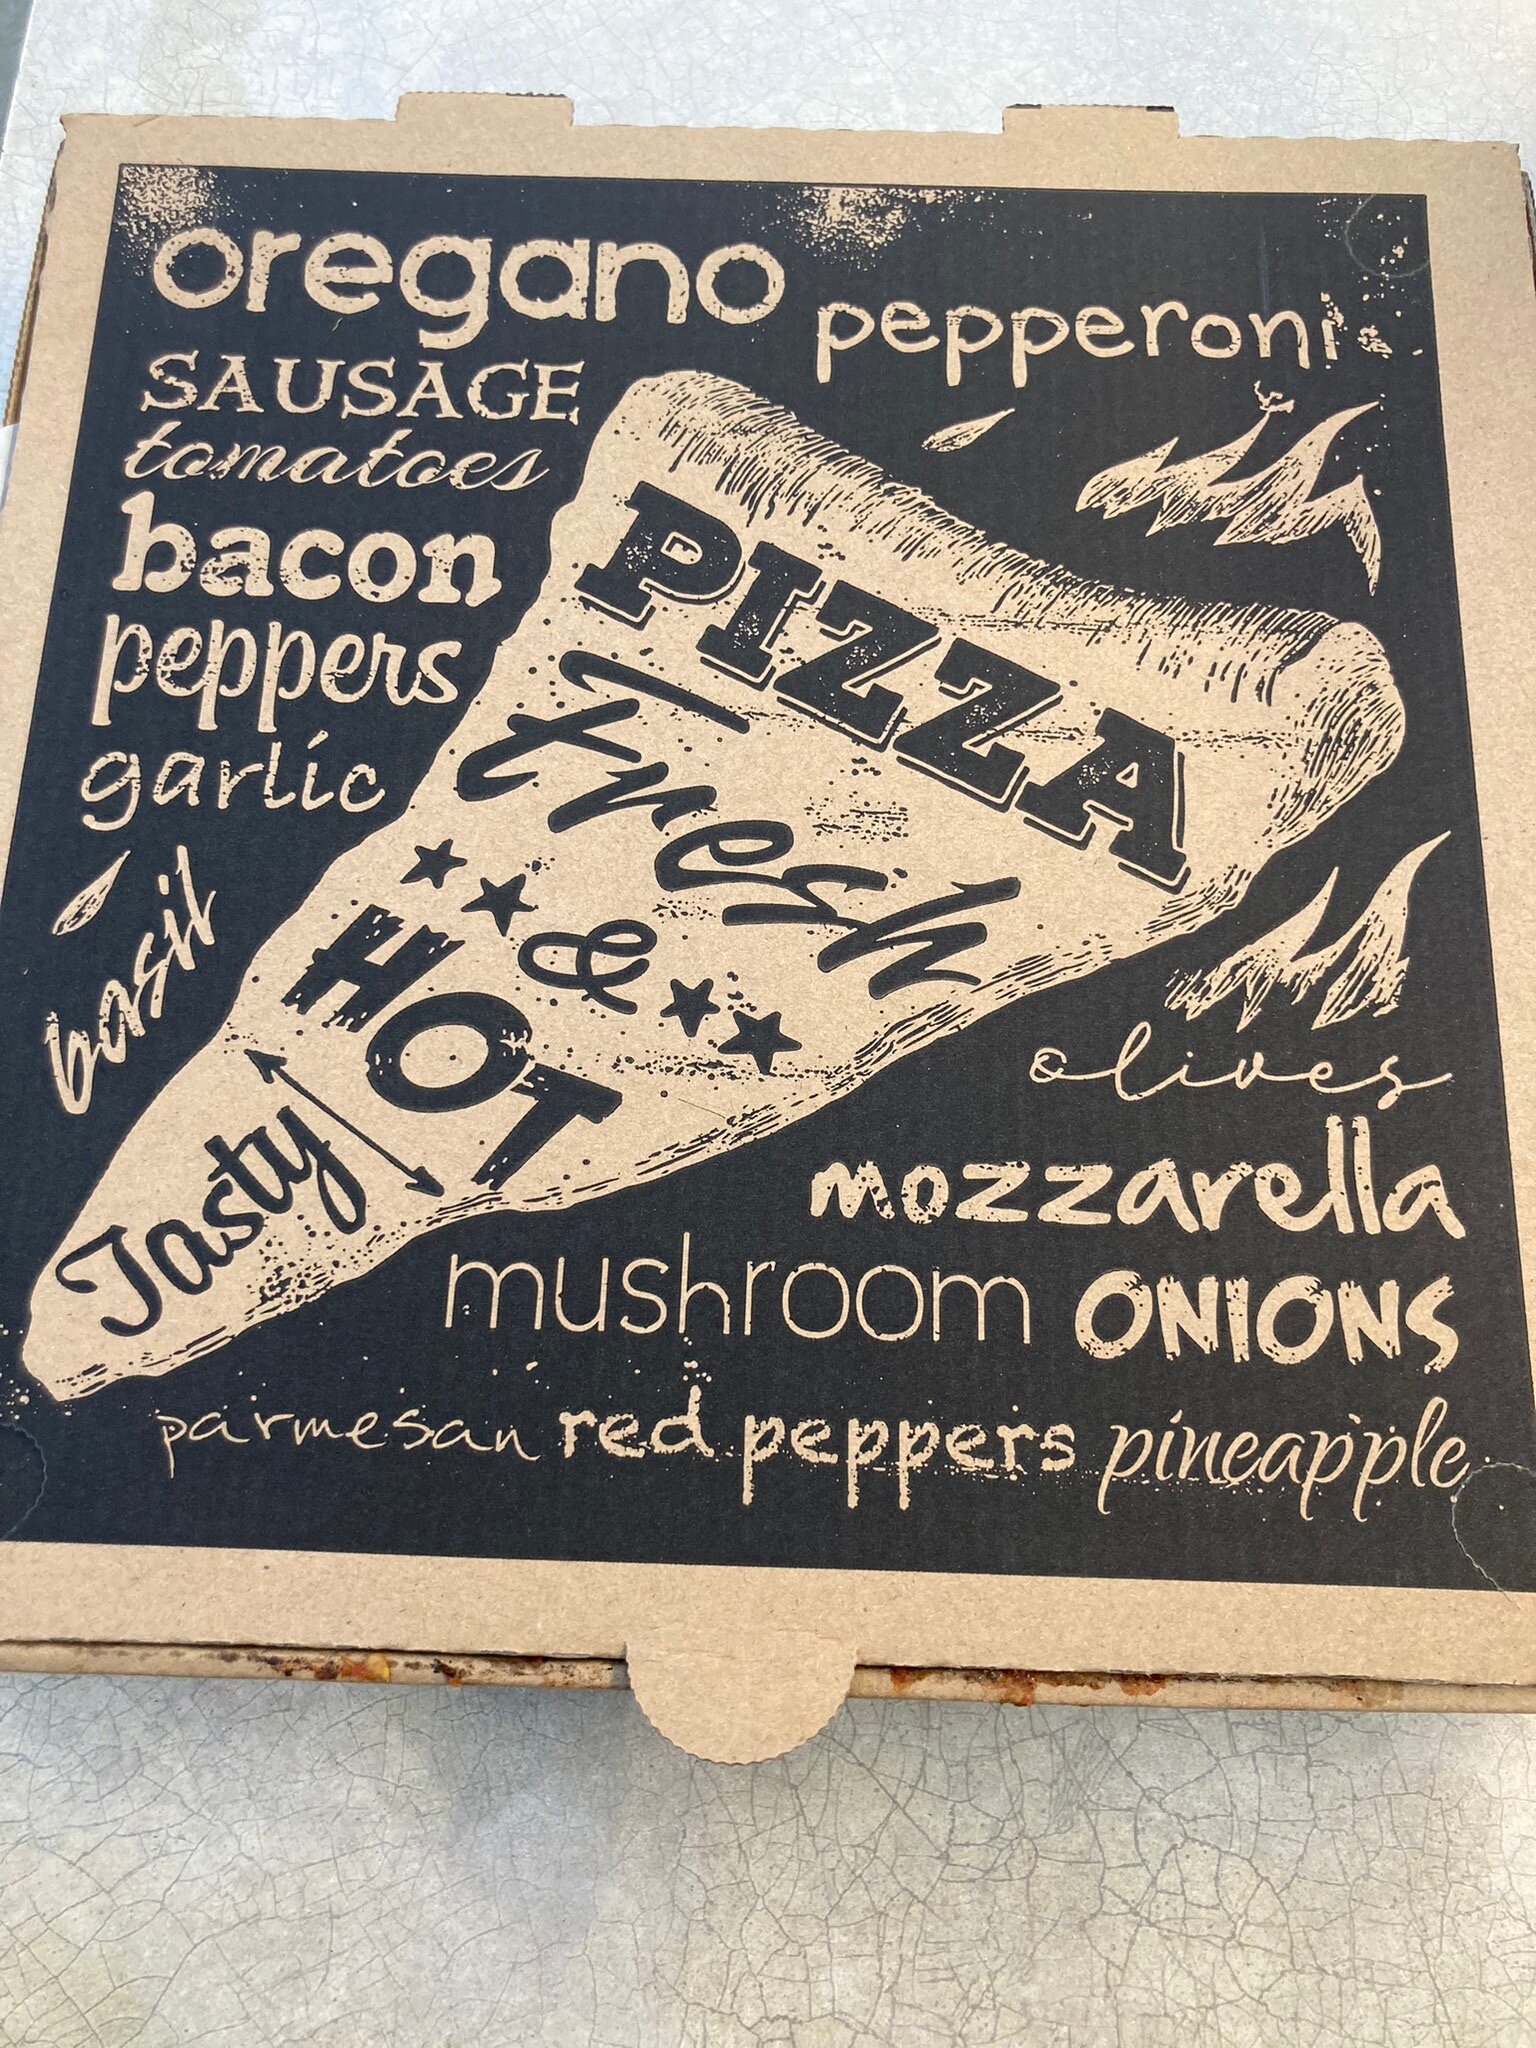 oregano
pepperoni
SAUSAGE
tomatoes
bacon
peppers
garlic
basil
PIZZA
Fresh
&
HOT
Tasty
olives
mozzarella
mushroom ONIONS
parmesan red peppers pineapple